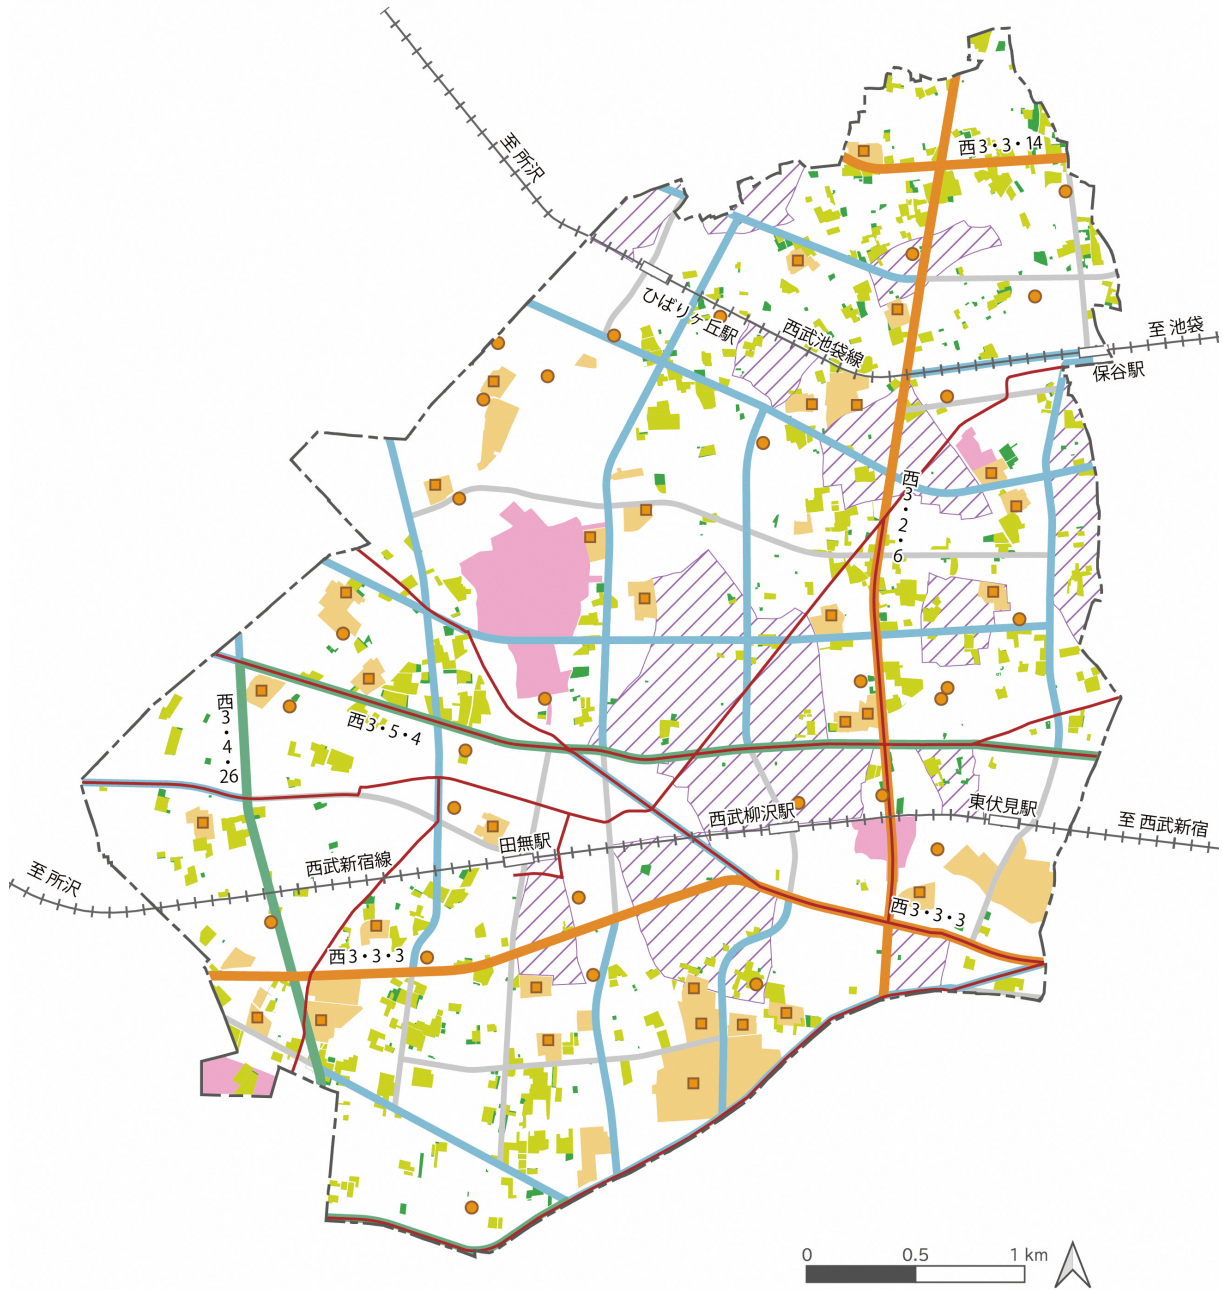 至 所沢
西3・3・14
ひばりヶ丘駅
西武池袋線
至 池袋
保谷駅
西3・2・6
西3・4・26
西3・5・4
西武柳沢駅
東伏見駅
至 西武新宿
田無駅
西武新宿線
至 所沢
西3・3・3
西3・3・3
0 0.5 1 km